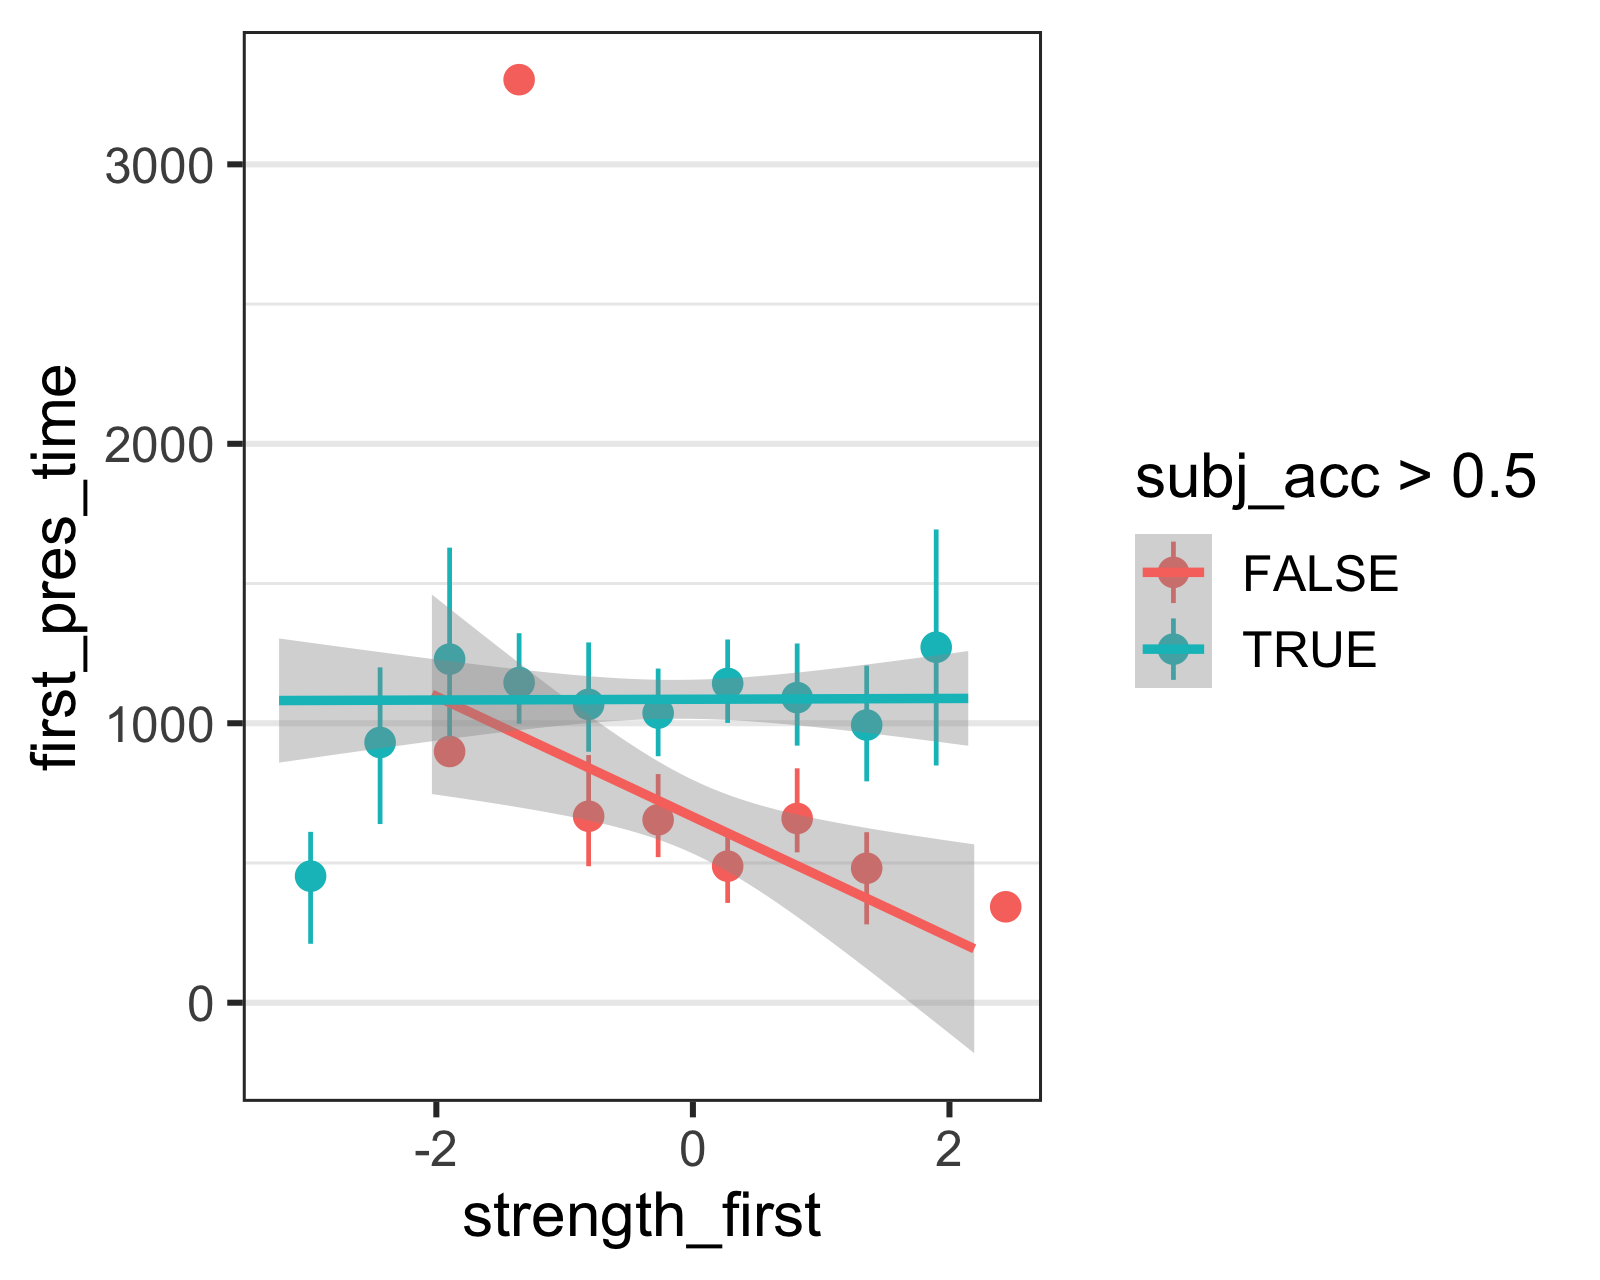 first_pres_time
3000
2000
1000
0
-2 0 2
strength_first
subj_acc > 0.5
FALSE
TRUE